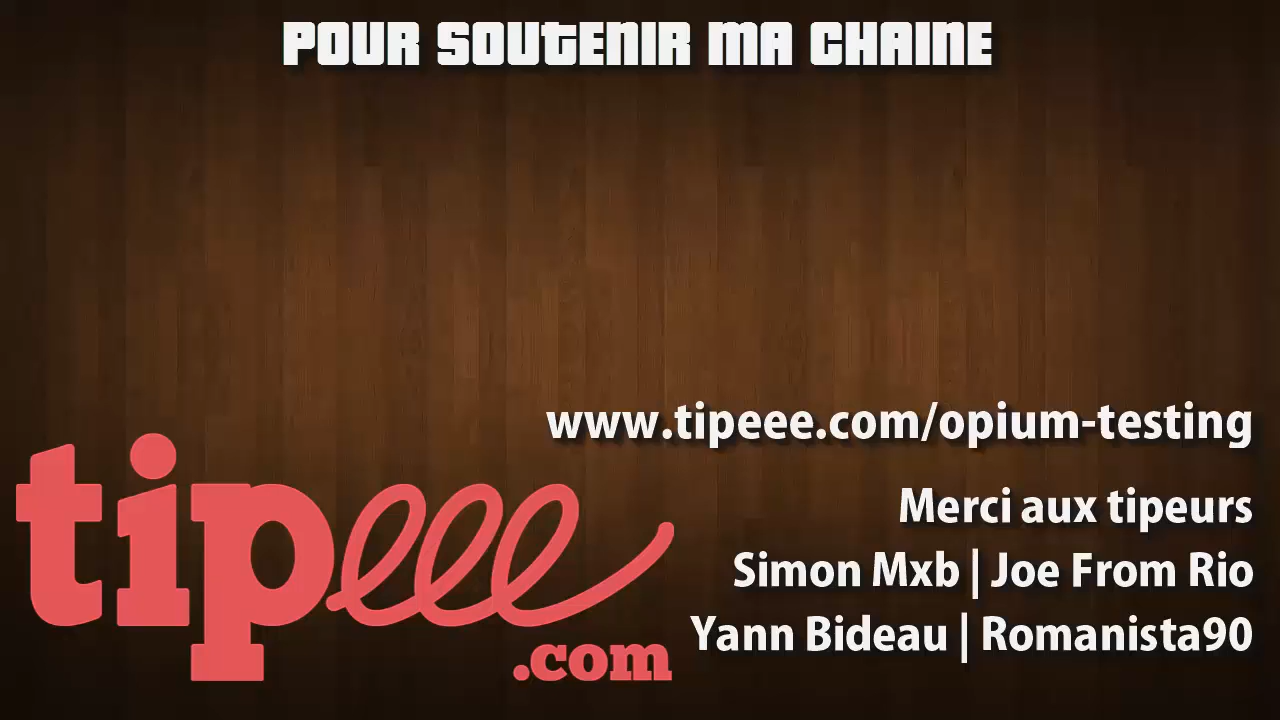 POUR SOUTENIR MA CHAINE
www.tipeee.com/opium-testing
tipeee
.com
Merci aux tipeurs
Simon Mxb | Joe From Rio
Yann Bideau | Romanista90